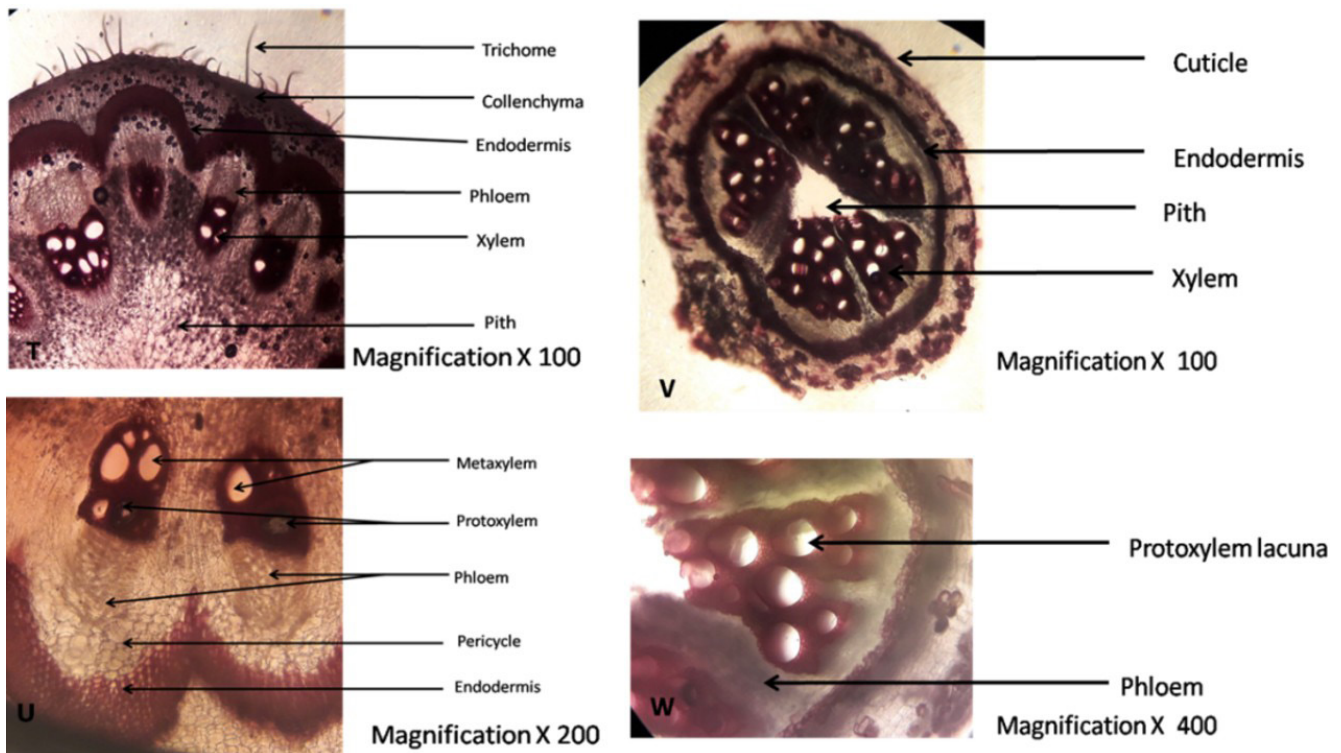 Trichome
Collenchyma
Endodermis
Phloem
Xylem
Pith
T
Magnification X 100
Cuticle
Endodermis
Pith
Xylem
V
Magnification X 100
Metaxylem
Protoxylem
Phloem
Pericycle
Endodermis
U
Magnification X 200
Protoxylem lacuna
Phloem
W
Magnification X 400